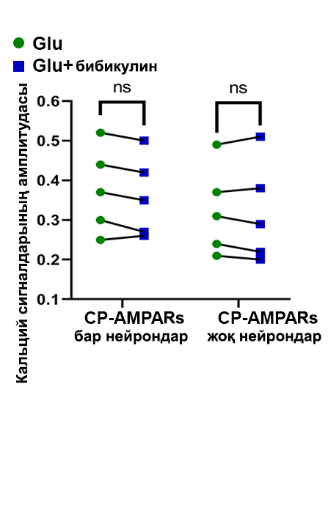 Glu
Glu+ бибикулин
Кальций сигналдарының амплитудасы
ns
ns
0.6
0.5
0.4
0.3
0.2
0.1
CP-AMPARs
бар нейрондар
CP-AMPARs
жоқ нейрондар